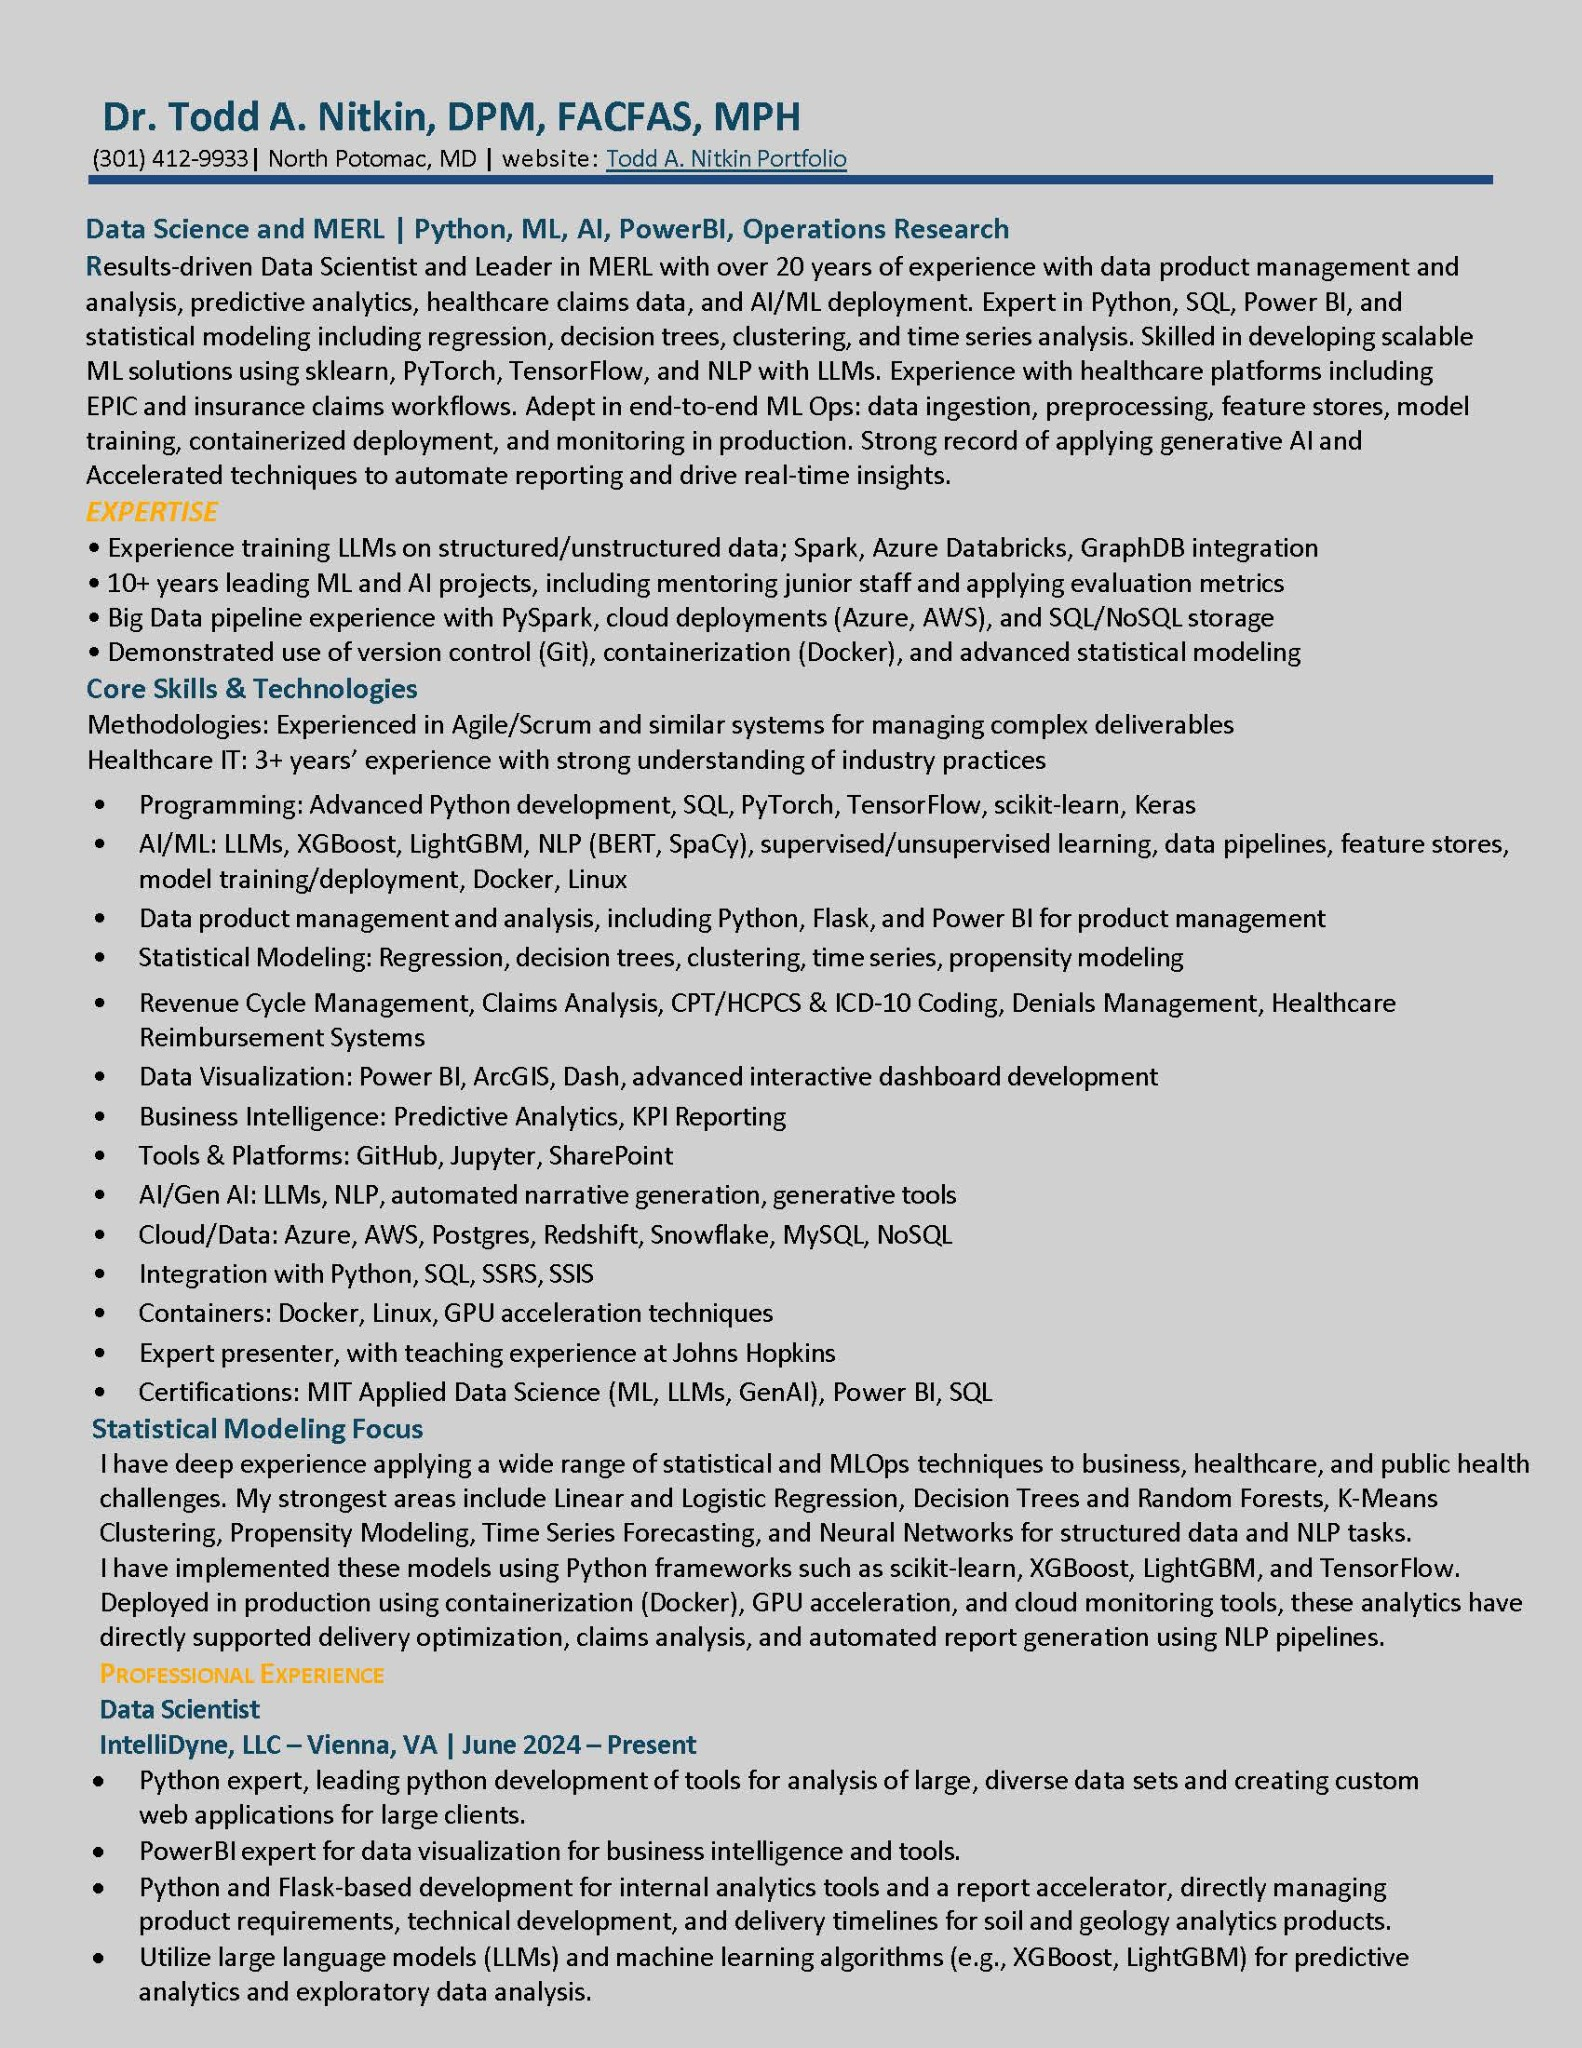 Dr. Todd A. Nitkin, DPM, FACFAS, MPH
(301) 412-9933| North Potomac, MD | website: Todd A. Nitkin Portfolio
Data Science and MERL | Python, ML, AI, PowerBI, Operations Research
Results-driven Data Scientist and Leader in MERL with over 20 years of experience with data product management and
analysis, predictive analytics, healthcare claims data, and AI/ML deployment. Expert in Python, SQL, Power BI, and
statistical modeling including regression, decision trees, clustering, and time series analysis. Skilled in developing scalable
ML solutions using sklearn, PyTorch, TensorFlow, and NLP with LLMs. Experience with healthcare platforms including
EPIC and insurance claims workflows. Adept in end-to-end ML Ops: data ingestion, preprocessing, feature stores, model
training, containerized deployment, and monitoring in production. Strong record of applying generative AI and
Accelerated techniques to automate reporting and drive real-time insights.
EXPERTISE
• Experience training LLMs on structured/unstructured data; Spark, Azure Databricks, GraphDB integration
• 10+ years leading ML and AI projects, including mentoring junior staff and applying evaluation metrics
• Big Data pipeline experience with PySpark, cloud deployments (Azure, AWS), and SQL/NoSQL storage
• Demonstrated use of version control (Git), containerization (Docker), and advanced statistical modeling
Core Skills & Technologies
Methodologies: Experienced in Agile/Scrum and similar systems for managing complex deliverables
Healthcare IT: 3+ years’ experience with strong understanding of industry practices
• Programming: Advanced Python development, SQL, PyTorch, TensorFlow, scikit-learn, Keras
• AI/ML: LLMs, XGBoost, LightGBM, NLP (BERT, SpaCy), supervised/unsupervised learning, data pipelines, feature stores,
model training/deployment, Docker, Linux
• Data product management and analysis, including Python, Flask, and Power BI for product management
• Statistical Modeling: Regression, decision trees, clustering, time series, propensity modeling
• Revenue Cycle Management, Claims Analysis, CPT/HCPCS & ICD-10 Coding, Denials Management, Healthcare
Reimbursement Systems
• Data Visualization: Power BI, ArcGIS, Dash, advanced interactive dashboard development
• Business Intelligence: Predictive Analytics, KPI Reporting
• Tools & Platforms: GitHub, Jupyter, SharePoint
• AI/Gen AI: LLMs, NLP, automated narrative generation, generative tools
• Cloud/Data: Azure, AWS, Postgres, Redshift, Snowflake, MySQL, NoSQL
• Integration with Python, SQL, SSRS, SSIS
• Containers: Docker, Linux, GPU acceleration techniques
• Expert presenter, with teaching experience at Johns Hopkins
• Certifications: MIT Applied Data Science (ML, LLMs, GenAI), Power BI, SQL
Statistical Modeling Focus
I have deep experience applying a wide range of statistical and MLOps techniques to business, healthcare, and public health
challenges. My strongest areas include Linear and Logistic Regression, Decision Trees and Random Forests, K-Means
Clustering, Propensity Modeling, Time Series Forecasting, and Neural Networks for structured data and NLP tasks.
I have implemented these models using Python frameworks such as scikit-learn, XGBoost, LightGBM, and TensorFlow.
Deployed in production using containerization (Docker), GPU acceleration, and cloud monitoring tools, these analytics have
directly supported delivery optimization, claims analysis, and automated report generation using NLP pipelines.
PROFESSIONAL EXPERIENCE
Data Scientist
IntelliDyne, LLC – Vienna, VA | June 2024 – Present
• Python expert, leading python development of tools for analysis of large, diverse data sets and creating custom
web applications for large clients.
• PowerBI expert for data visualization for business intelligence and tools.
• Python and Flask-based development for internal analytics tools and a report accelerator, directly managing
product requirements, technical development, and delivery timelines for soil and geology analytics products.
• Utilize large language models (LLMs) and machine learning algorithms (e.g., XGBoost, LightGBM) for predictive
analytics and exploratory data analysis.